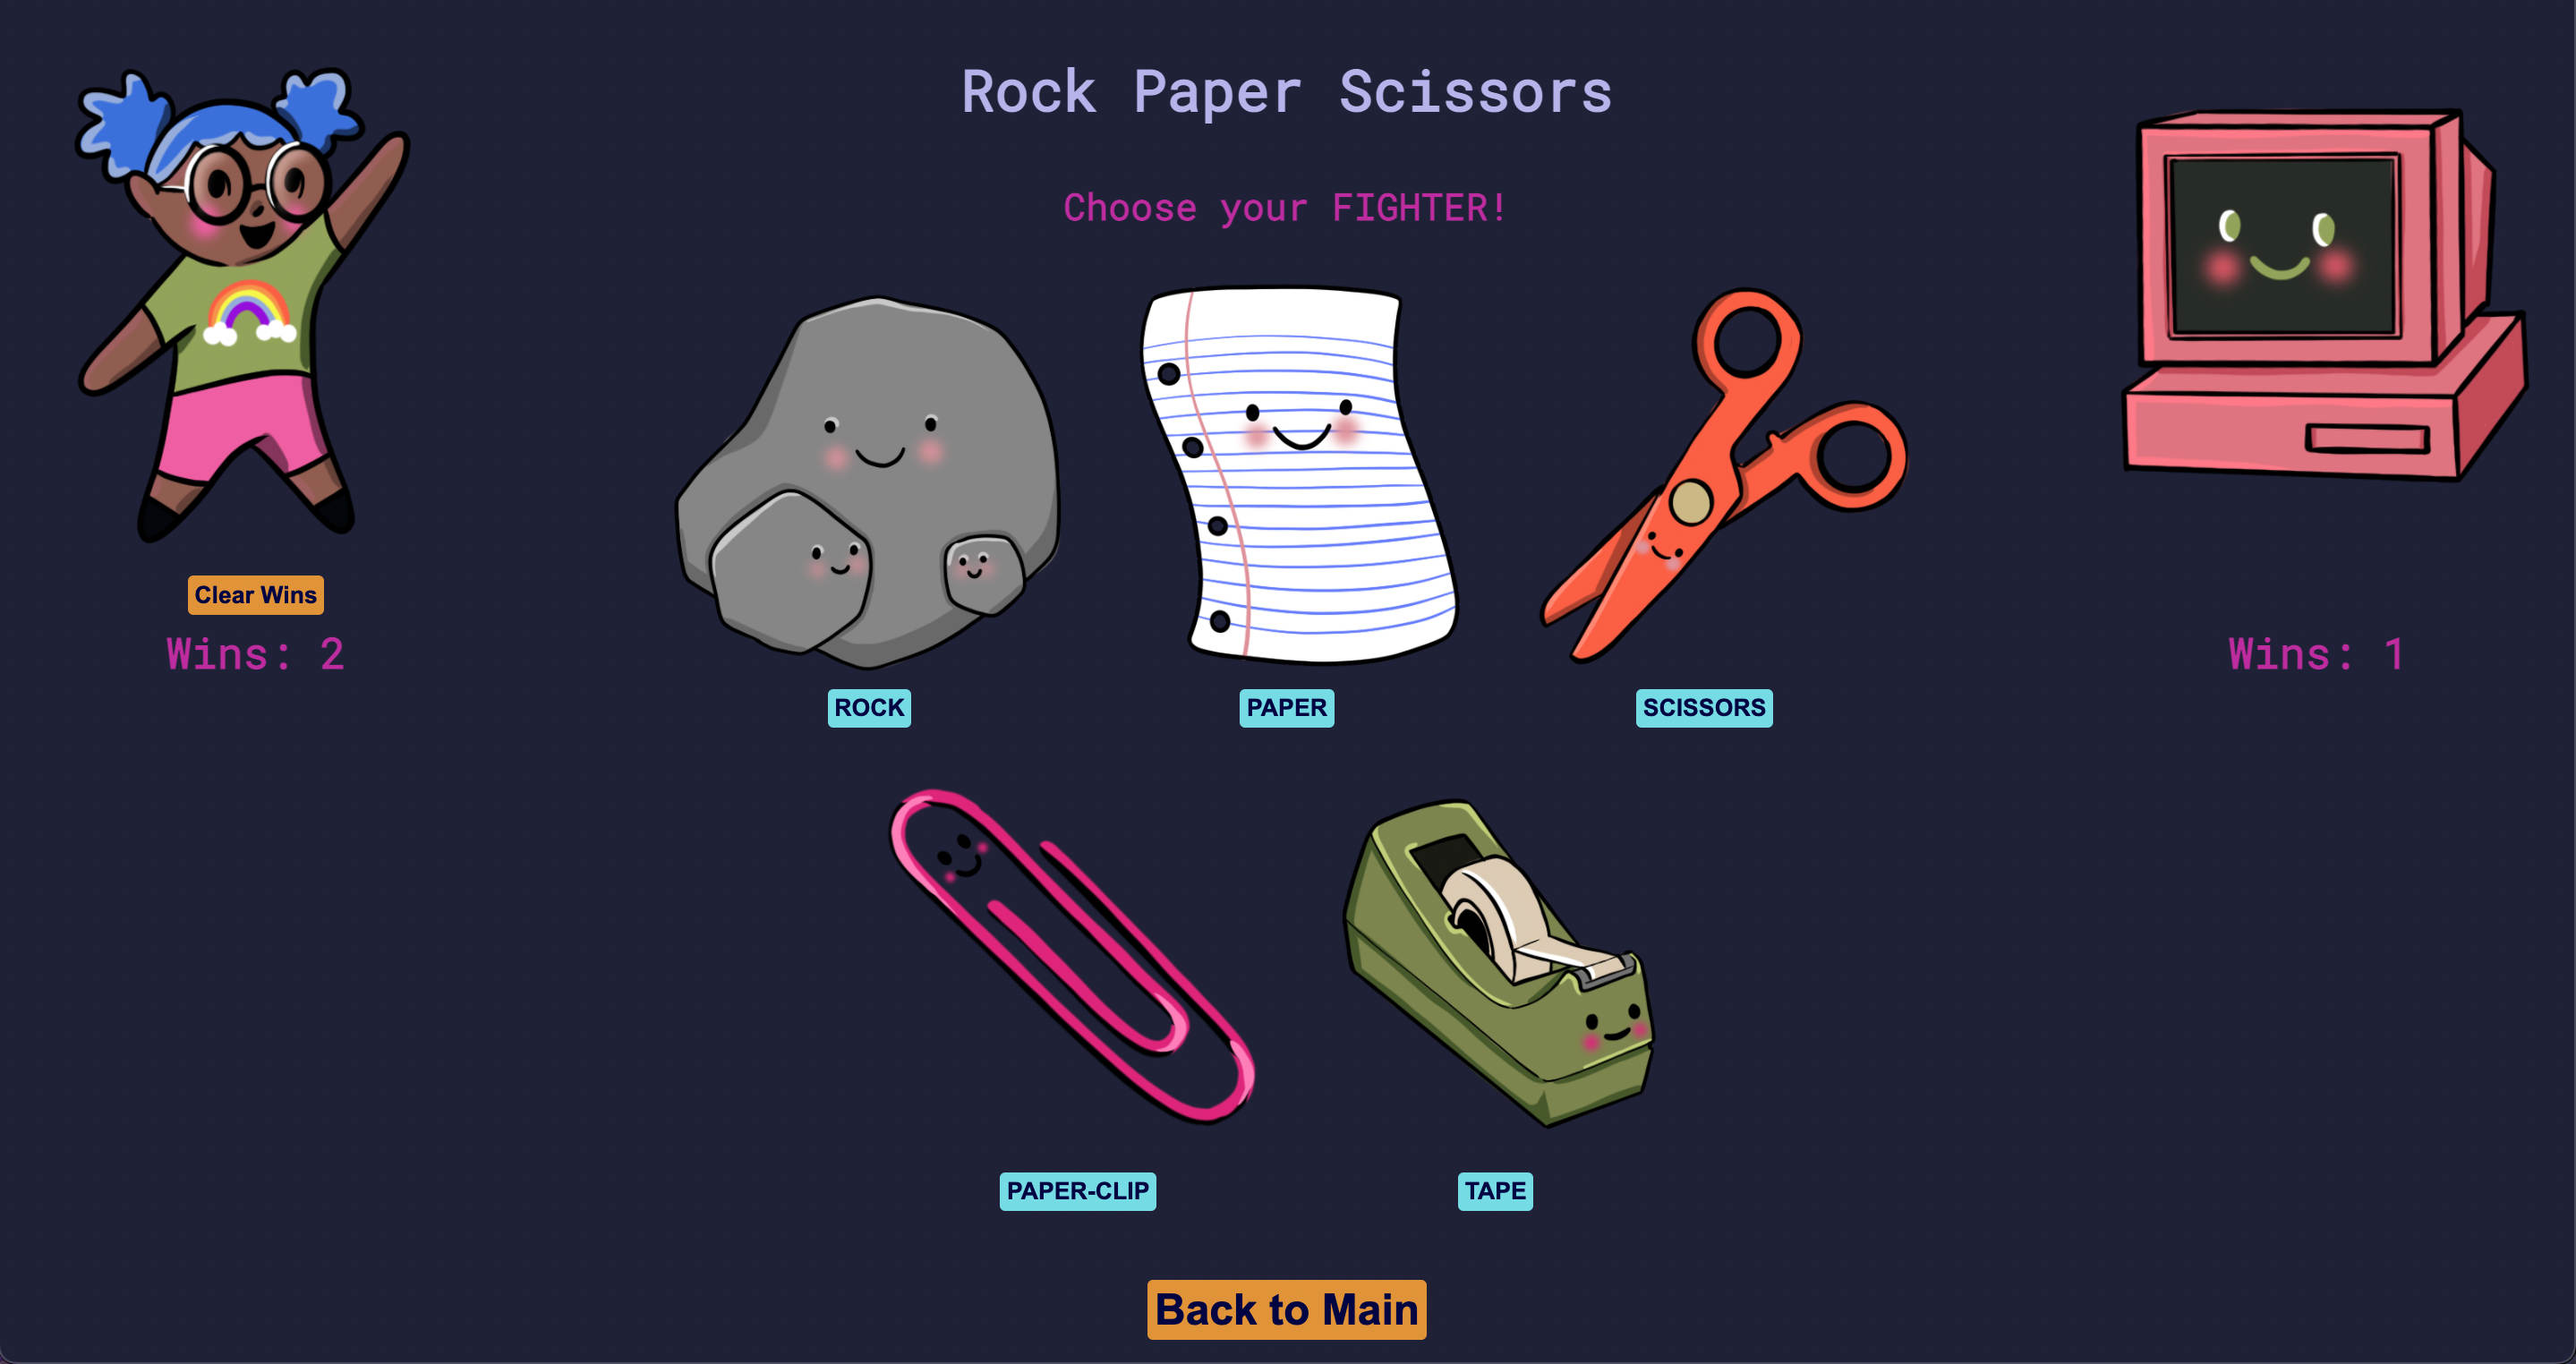 Rock Paper Scissors
Choose your FIGHTER!
Clear Wins
Wins: 2
Wins: 1
ROCK
PAPER
SCISSORS
PAPER-CLIP
TAPE
Back to Main